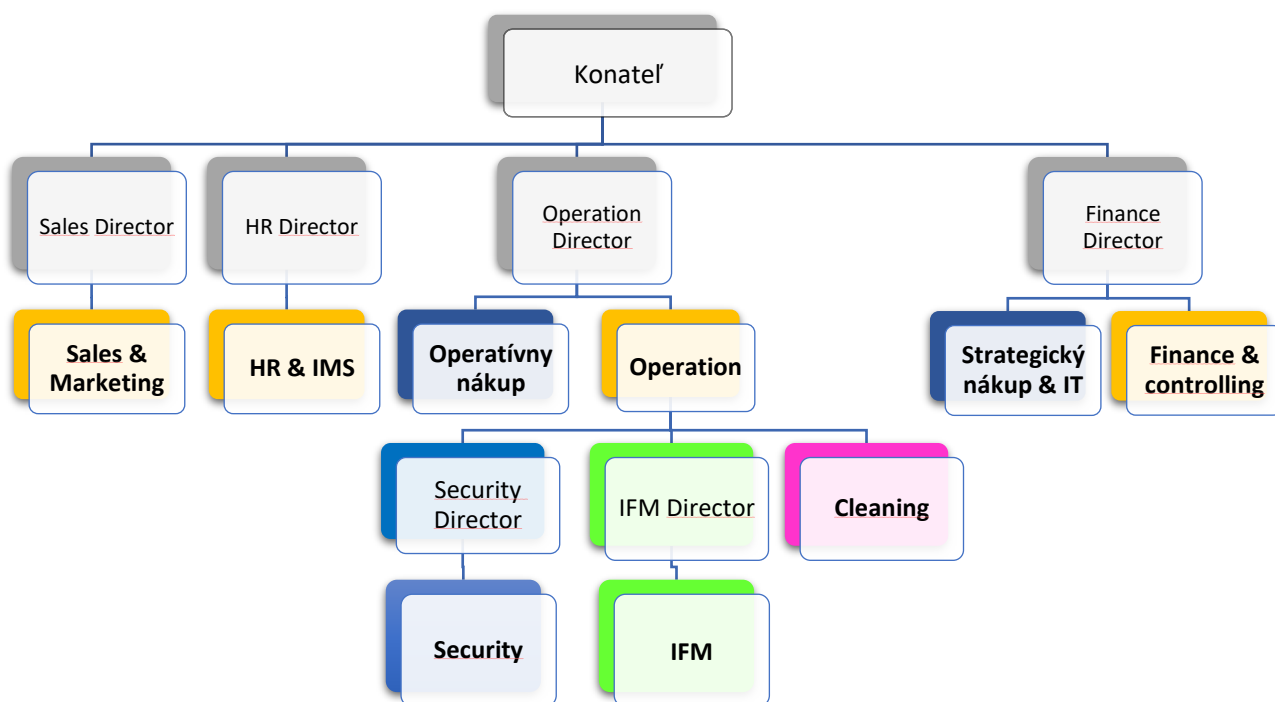 Konateľ
Sales Director
HR Director
Operation
Director
Finance
Director
Sales &
Marketing
HR & IMS
Operatívny
nákup
Operation
Strategický
nákup & IT
Finance &
controlling
Security
Director
IFM Director
Cleaning
Security
IFM